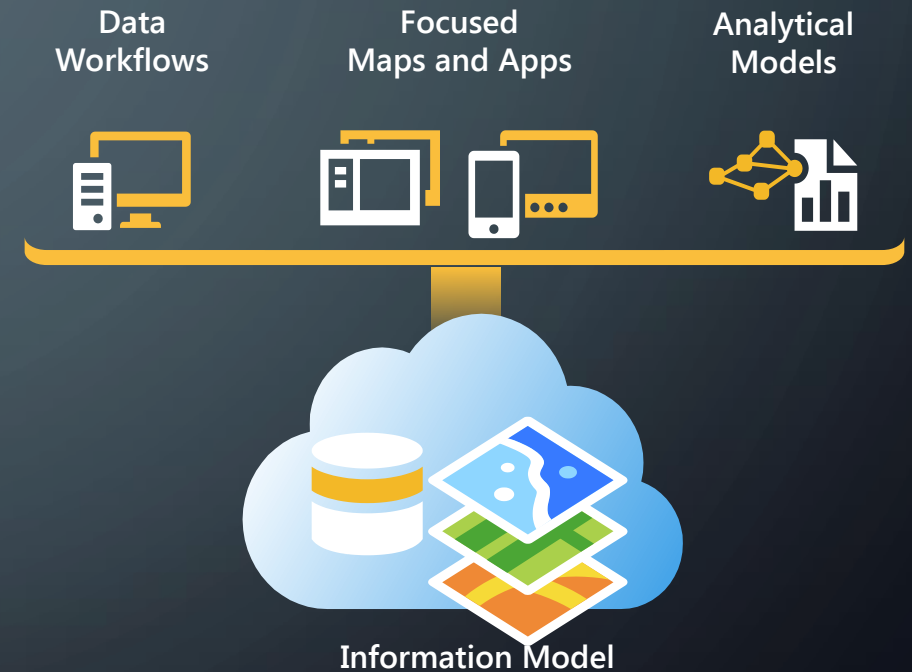 Data
Workflows
Focused
Maps and Apps
Analytical
Models
Information Model